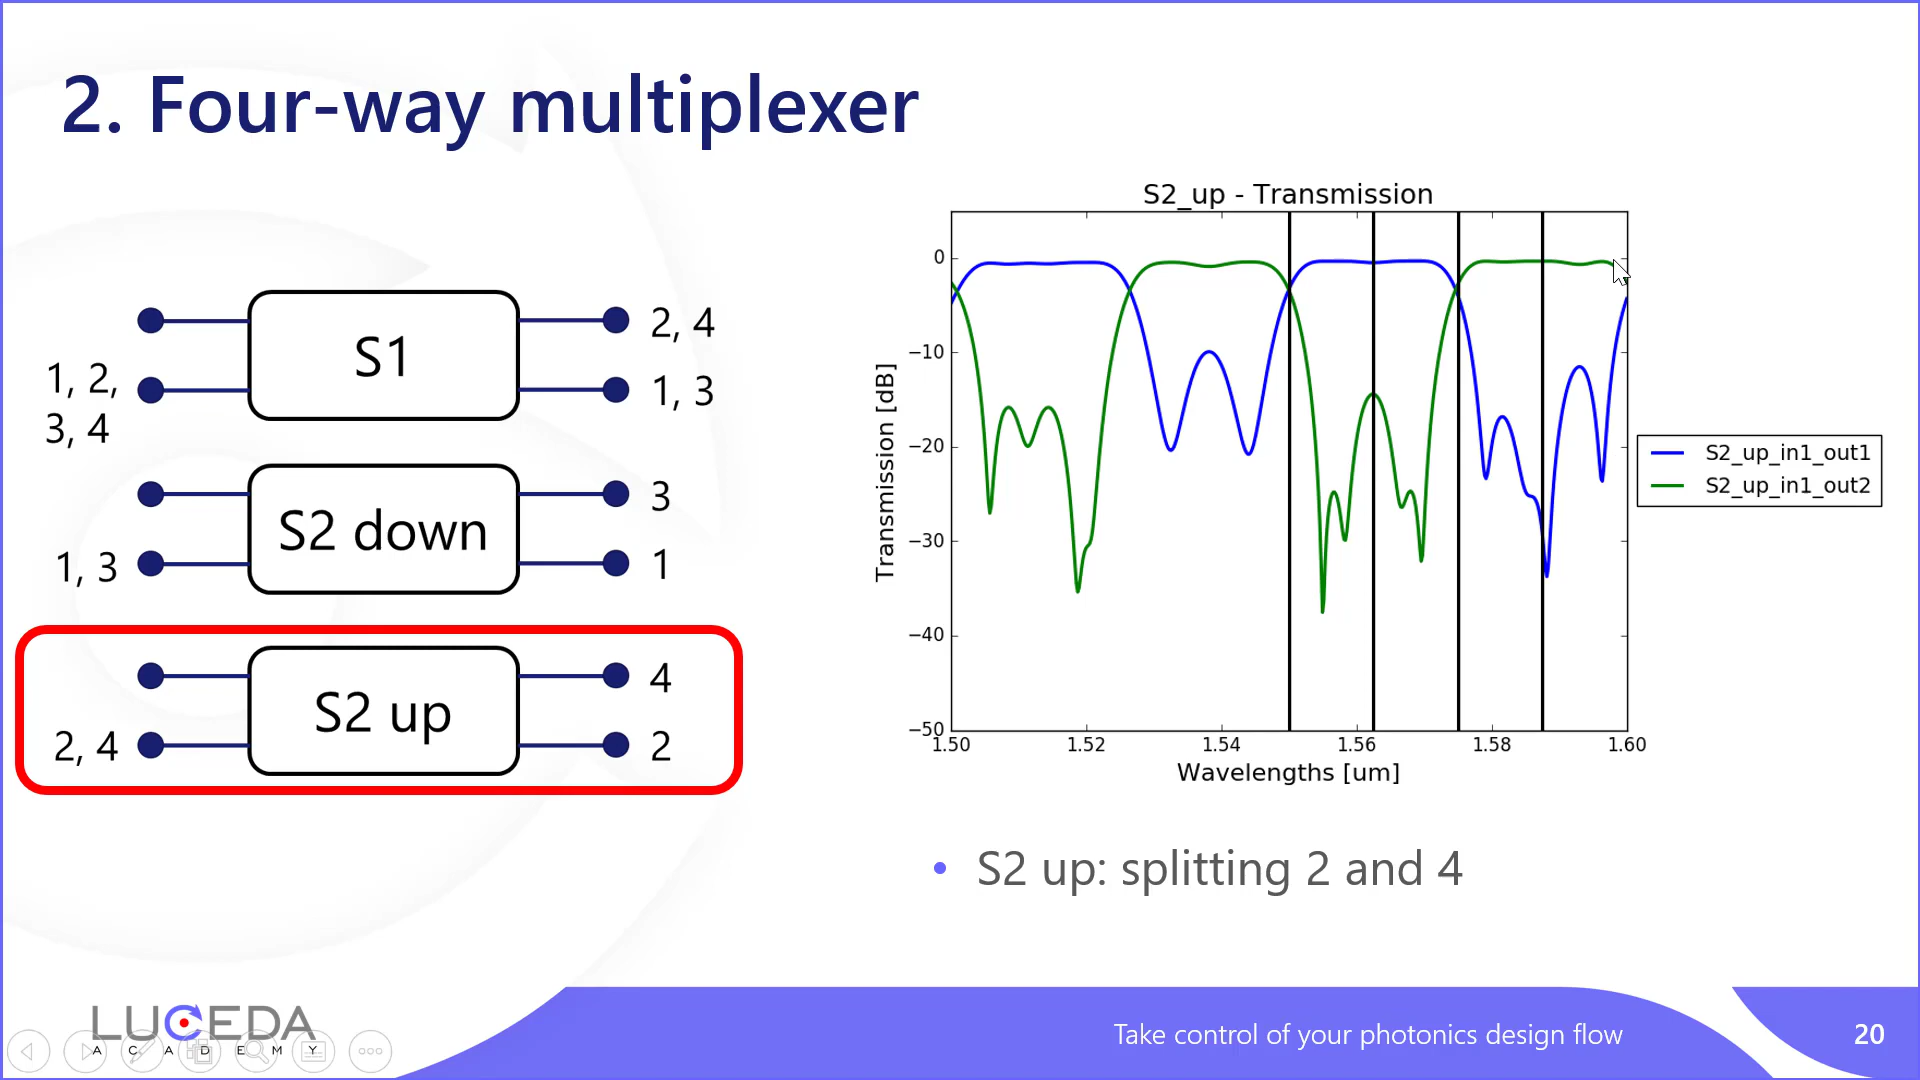 2. Four-way multiplexer
S1
2, 4
1, 3
1, 2,
3, 4
S2 down
3
1
1, 3
S2 up
4
2
2, 4
S2_up - Transmission
Transmission [dB]
0
−10
−20
−30
−40
−50
1.50 1.52 1.54 1.56 1.58 1.60
Wavelengths [um]
S2_up_in1_out1
S2_up_in1_out2
• S2 up: splitting 2 and 4
LUCEDA
ACADEMY
Take control of your photonics design flow
20